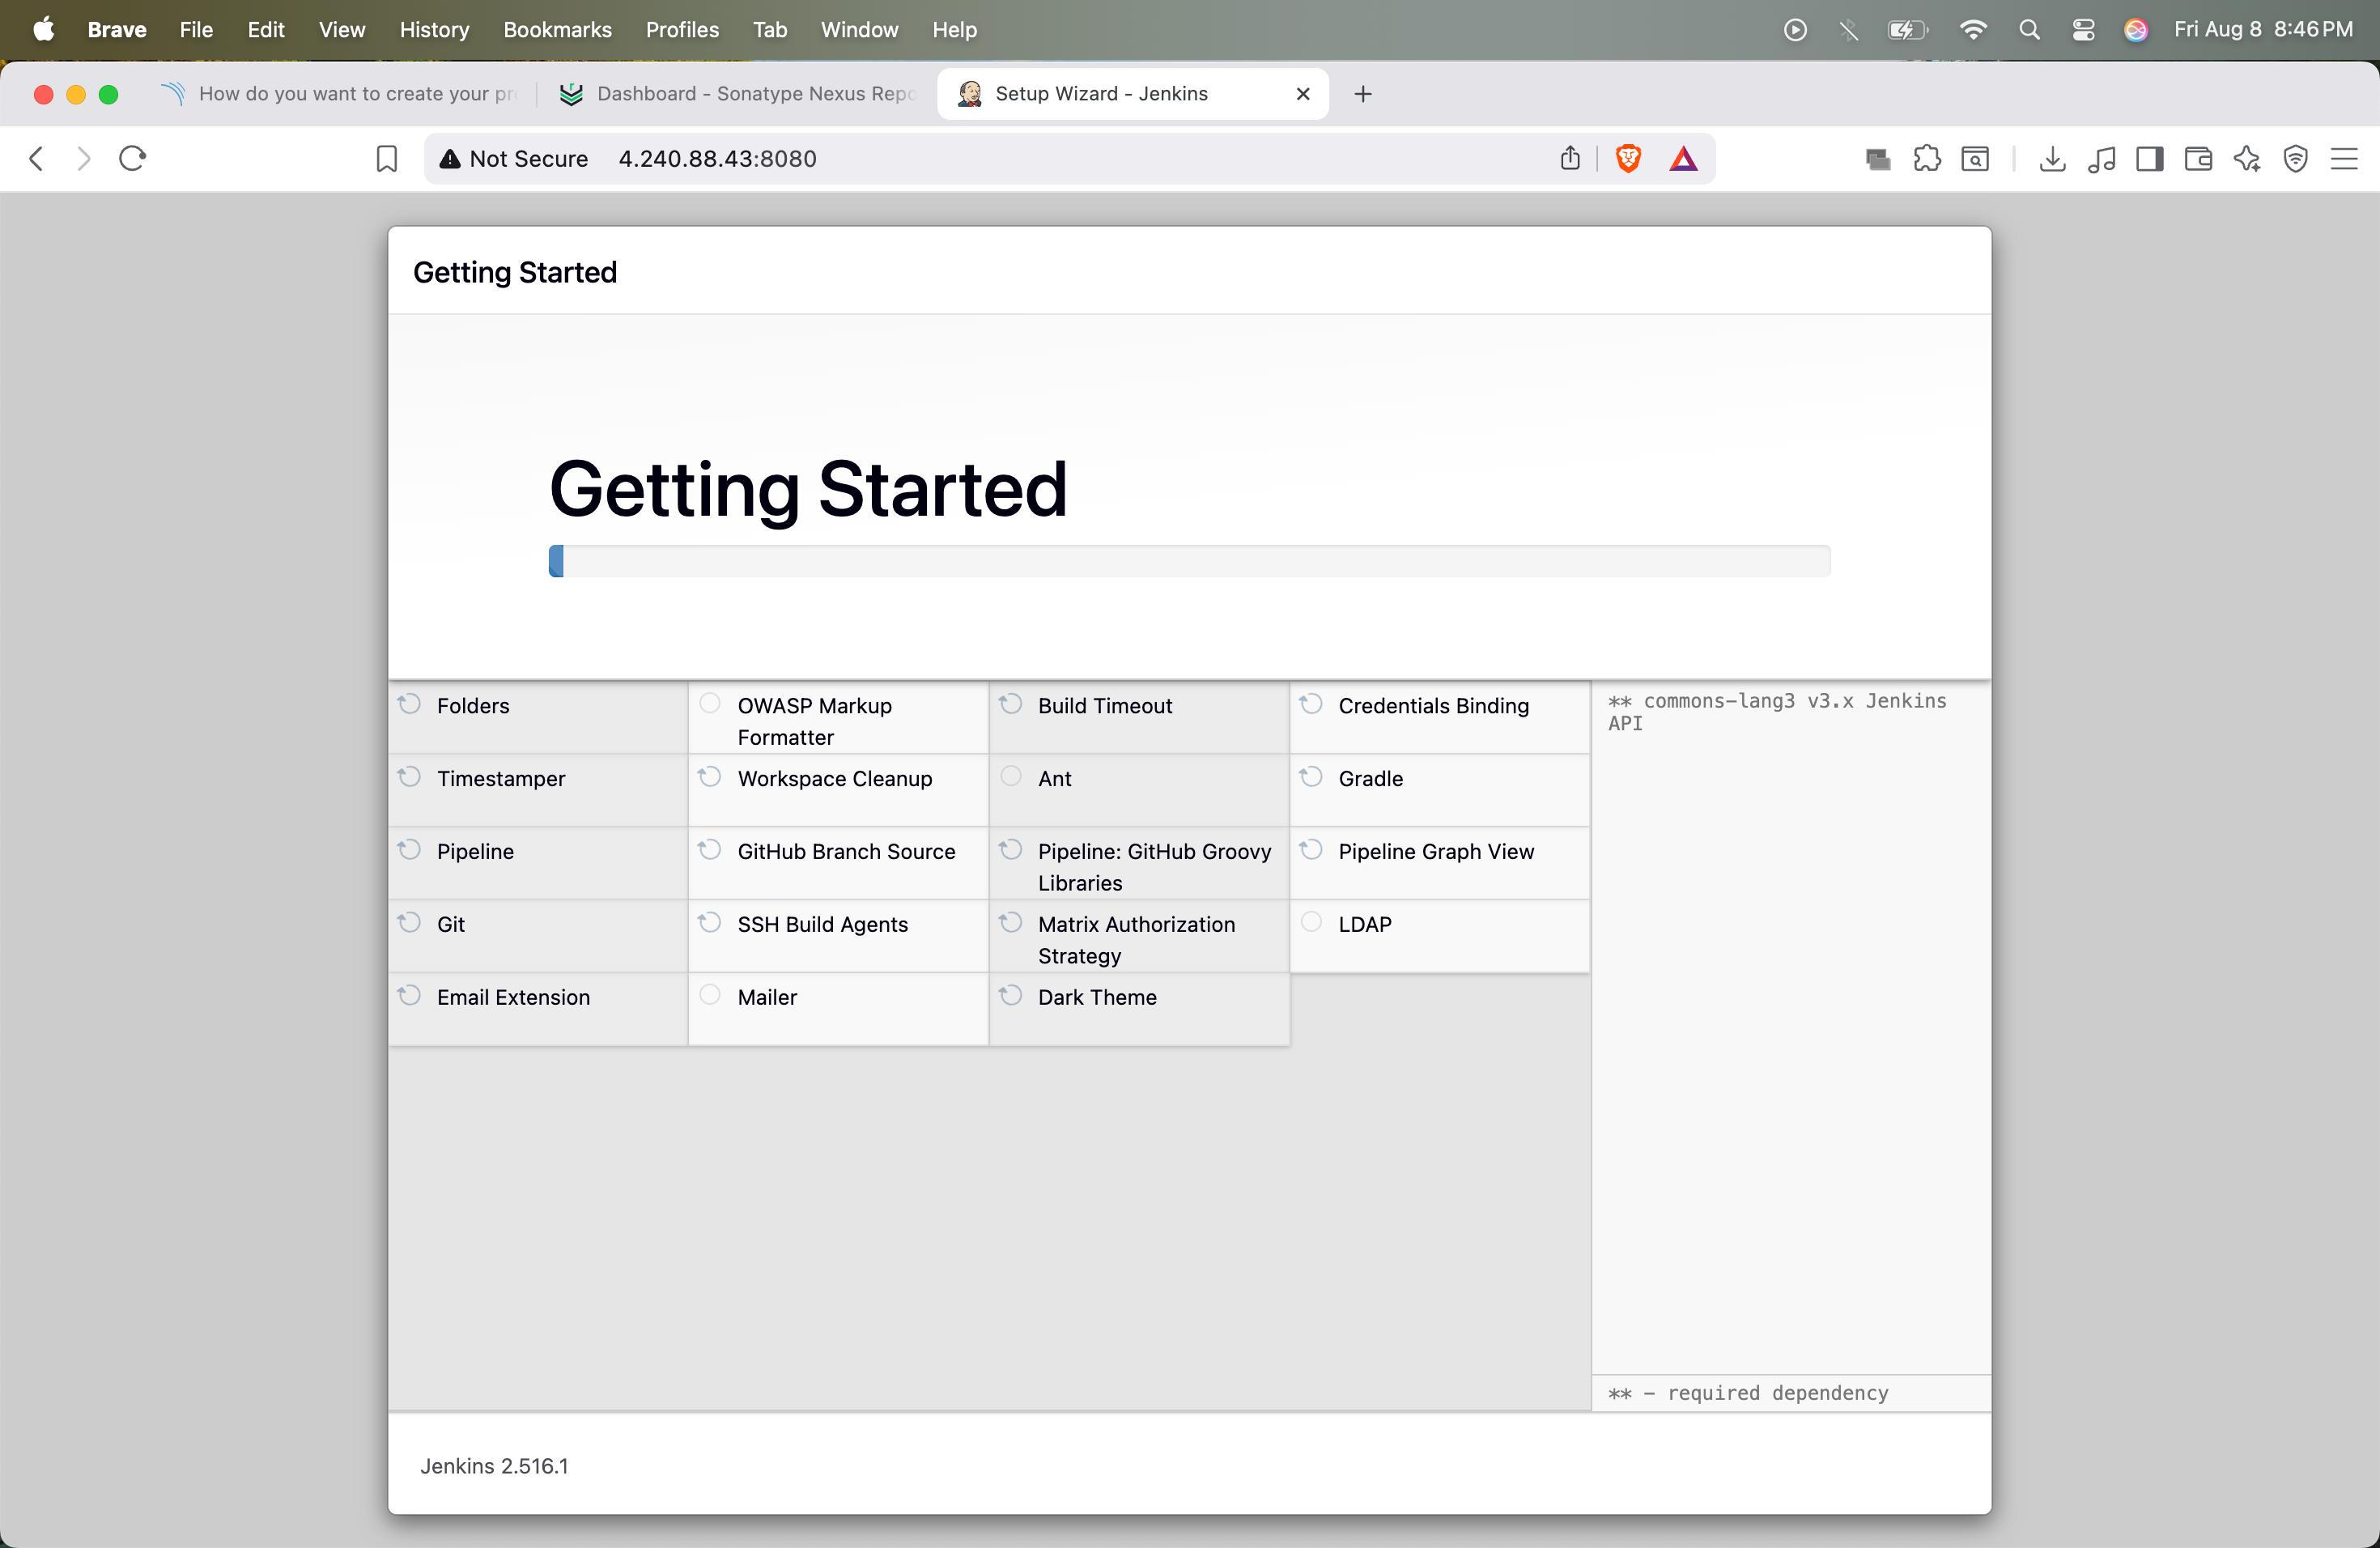 Brave File Edit View History Bookmarks Profiles Tab Window Help Fri Aug 8 8:46 PM
How do you want to create your pr Dashboard - Sonatype Nexus Repo Setup Wizard - Jenkins
Not Secure 4.240.88.43:8080
Getting Started
Getting Started
Folders
OWASP Markup
Formatter
Build Timeout
Credentials Binding
Timestamper
Workspace Cleanup
Ant
Gradle
Pipeline
GitHub Branch Source
Pipeline: GitHub Groovy
Libraries
Pipeline Graph View
Git
SSH Build Agents
Matrix Authorization
Strategy
LDAP
Email Extension
Mailer
Dark Theme
** commons-lang3 v3.x Jenkins
API
** - required dependency
Jenkins 2.516.1